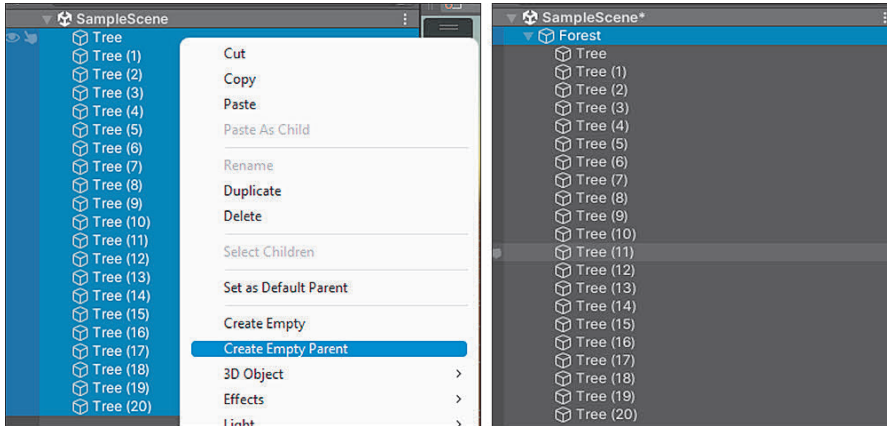 SampleScene
Tree
Tree (1)
Tree (2)
Tree (3)
Tree (4)
Tree (5)
Tree (6)
Tree (7)
Tree (8)
Tree (9)
Tree (10)
Tree (11)
Tree (12)
Tree (13)
Tree (14)
Tree (15)
Tree (16)
Tree (17)
Tree (18)
Tree (19)
Tree (20)
Cut
Copy
Paste
Paste As Child
Rename
Duplicate
Delete
Select Children
Set as Default Parent
Create Empty
Create Empty Parent
3D Object
Effects
Light
SampleScene*
Forest
Tree
Tree (1)
Tree (2)
Tree (3)
Tree (4)
Tree (5)
Tree (6)
Tree (7)
Tree (8)
Tree (9)
Tree (10)
Tree (11)
Tree (12)
Tree (13)
Tree (14)
Tree (15)
Tree (16)
Tree (17)
Tree (18)
Tree (19)
Tree (20)